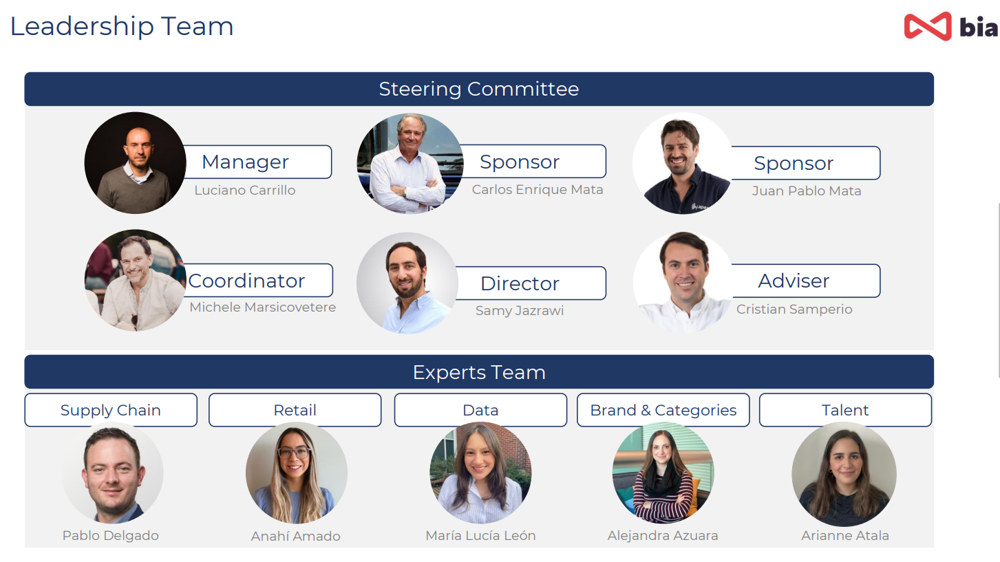 Leadership Team
bia
Steering Committee
Manager
Luciano Carrillo
Sponsor
Carlos Enrique Mata
Sponsor
Juan Pablo Mata
Coordinator
Michele Marsicovetere
Director
Samy Jazrawi
Adviser
Cristian Samperio
Experts Team
Supply Chain
Retail
Data
Brand & Categories
Talent
Pablo Delgado
Anahí Amado
María Lucía León
Alejandra Azuara
Arianne Atala